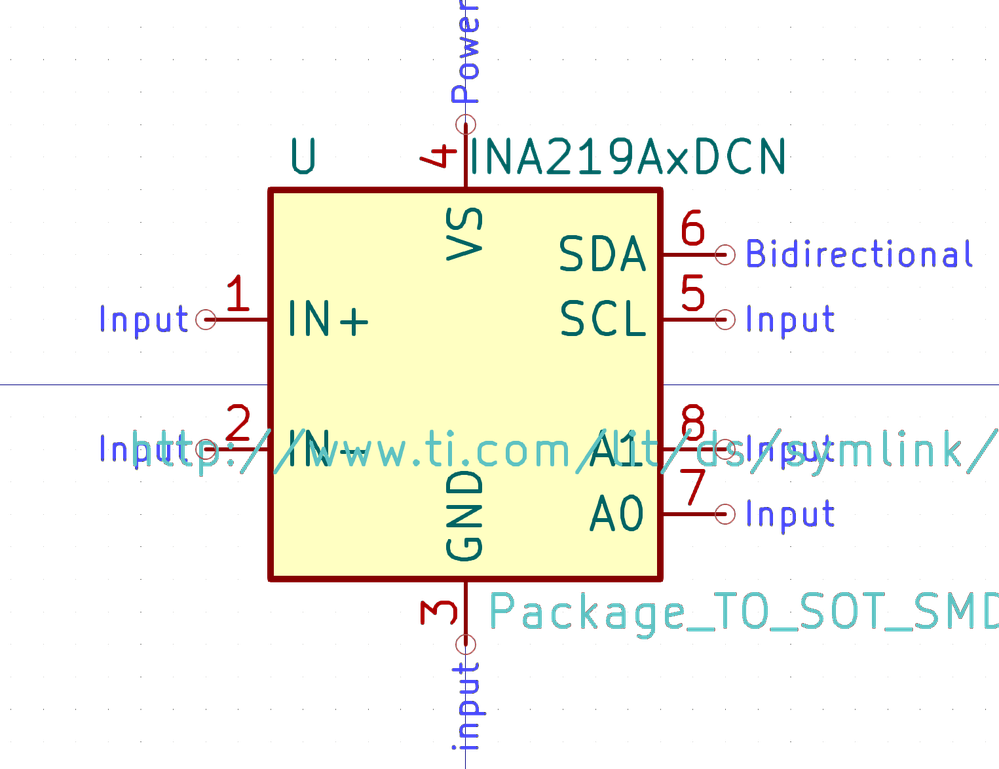 Power
U
4
INA219AxDCN
VS
SDA
6
Bidirectional
1
Input
IN+
SCL
5
Input
2
Input
IN-
http://www.ti.com/lit/ds/symlink/
A1
8
Input
GND
A0
7
Input
3
Package_TO_SOT_SMD
input